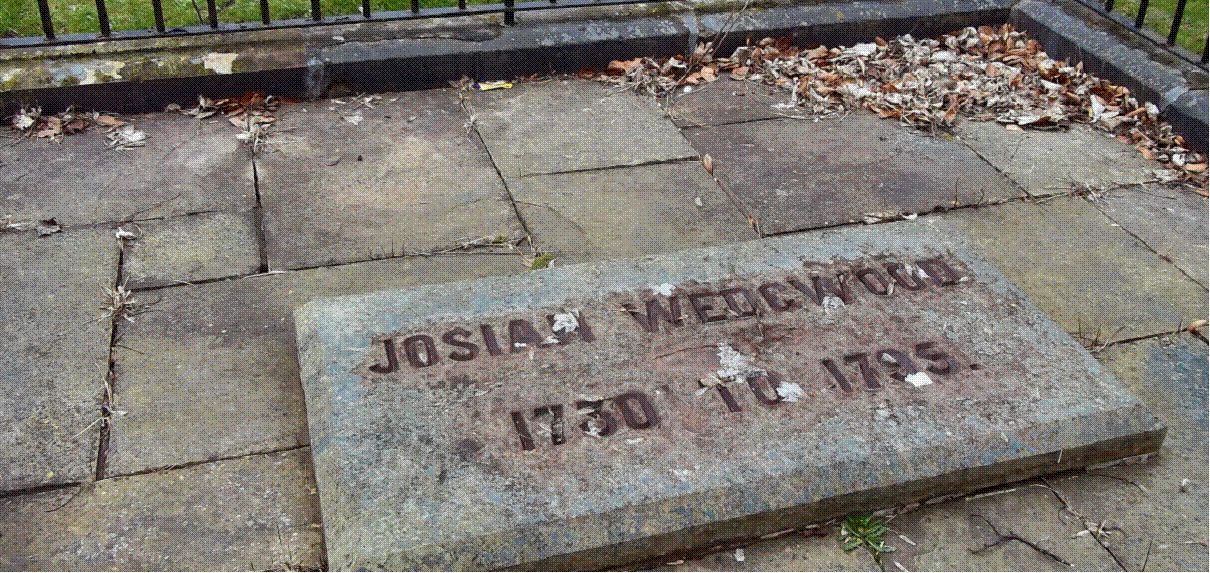 JOSIAH WEDGWOOD
1730 TO 1795.